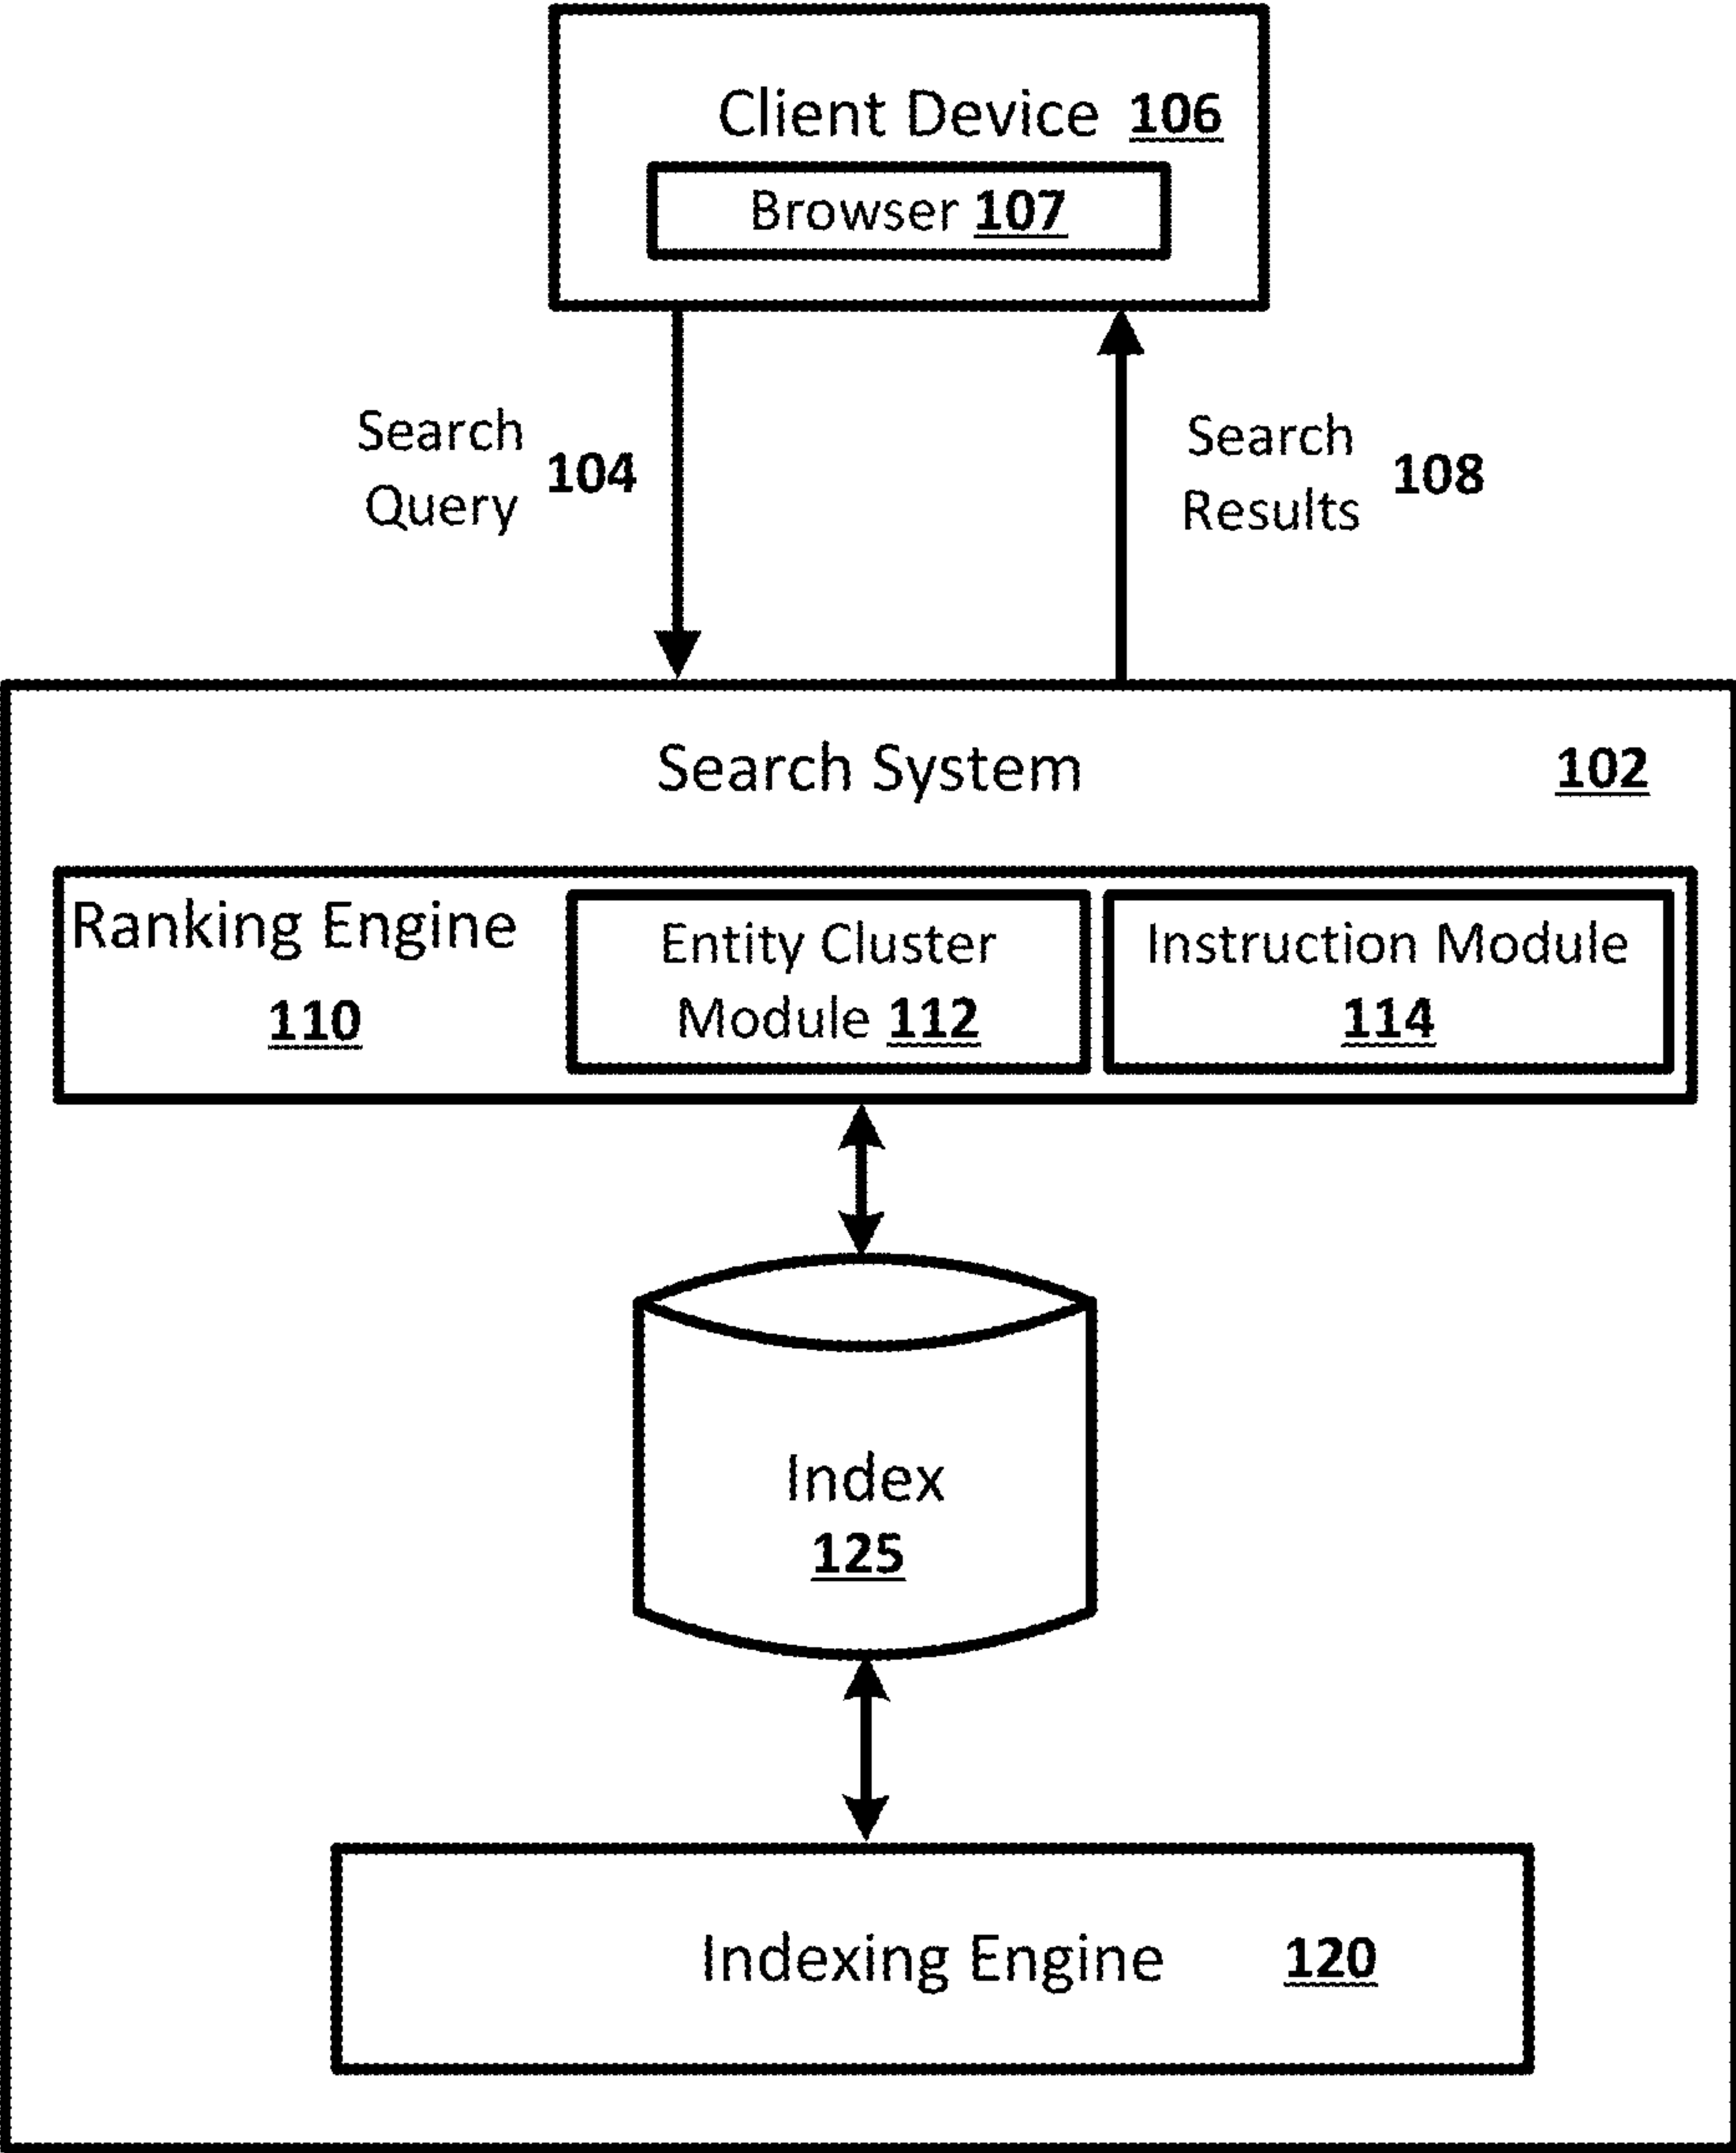 Client Device 106
Browser 107
Search
Query 104
Search
Results 108
Search System 102
Ranking Engine
110
Entity Cluster
Module 112
Instruction Module
114
Index
125
Indexing Engine 120